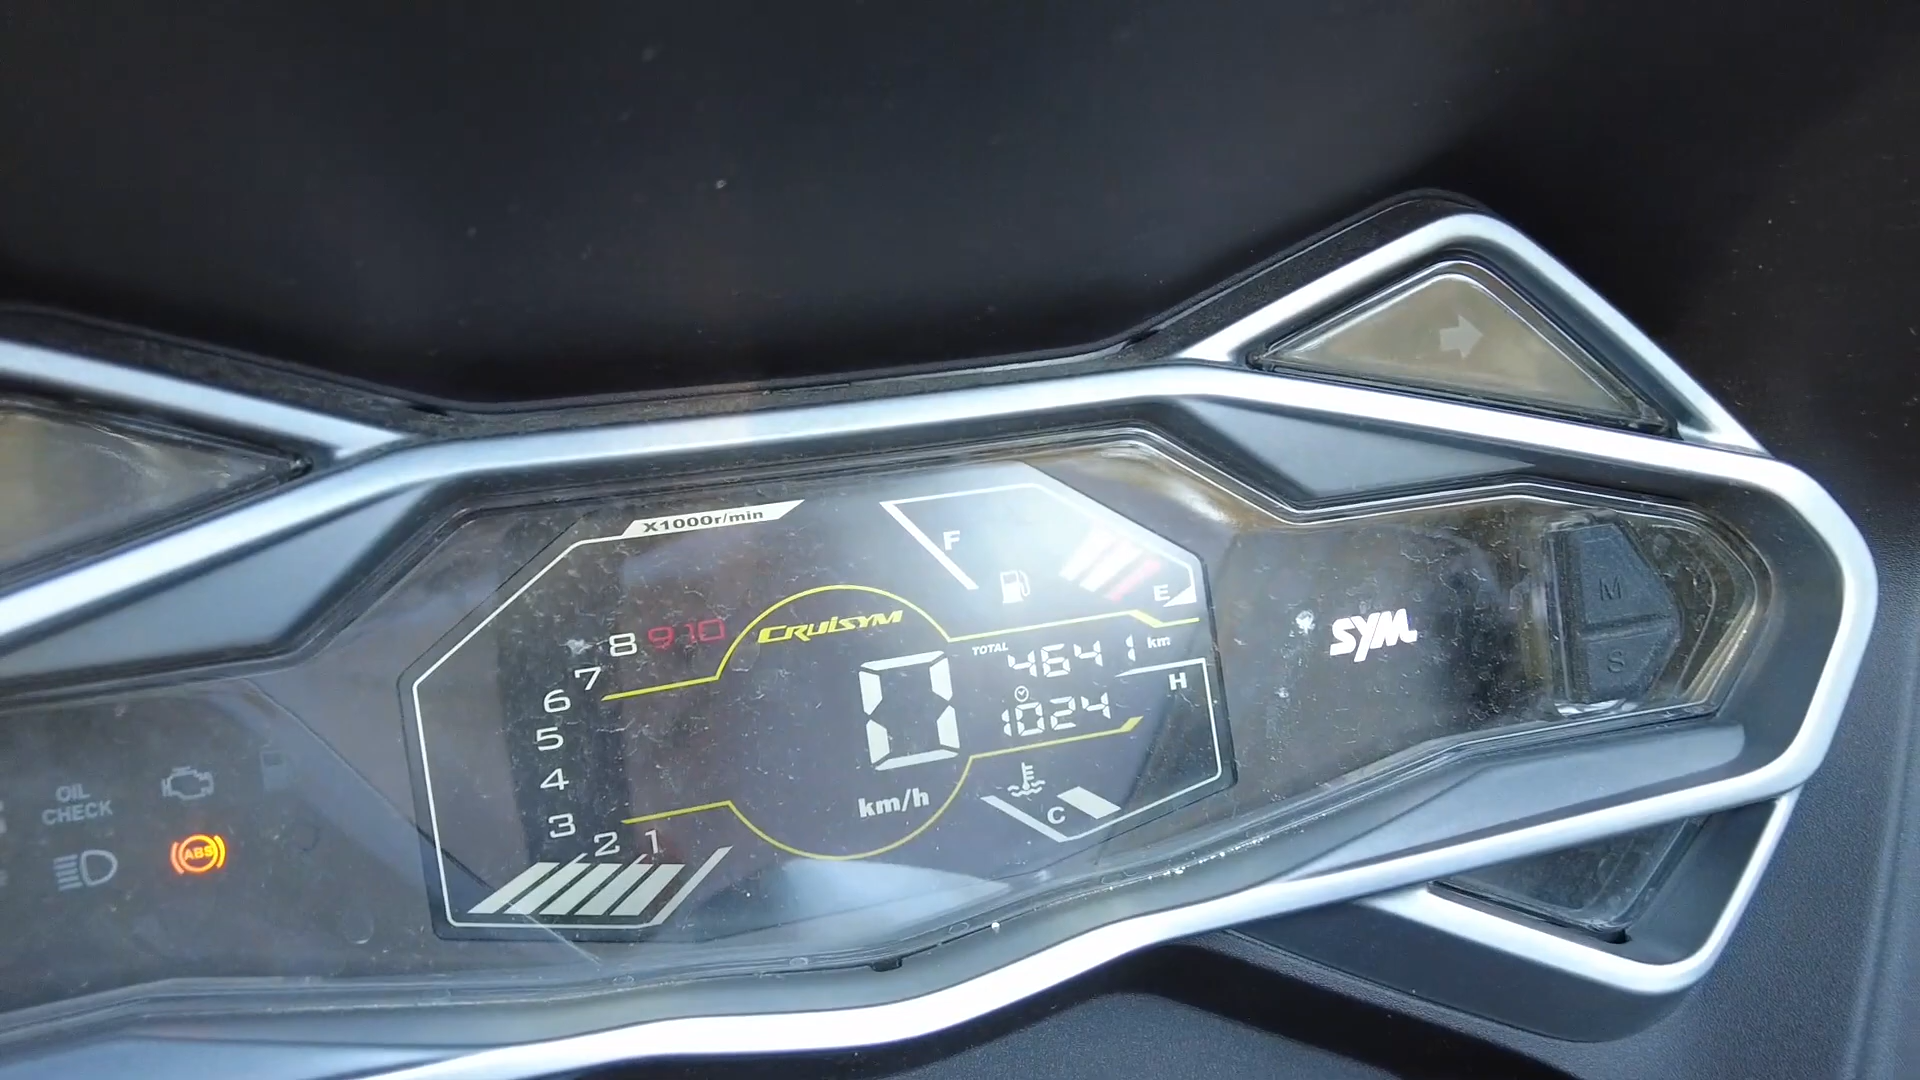 X1000r/min
F
E
8 9 10
CRUiSYM
7
TOTAL 46411 km
6
H
5
0
1024
4
km/h
C
3
2
1
OIL
CHECK
ABS
SYM
M
S